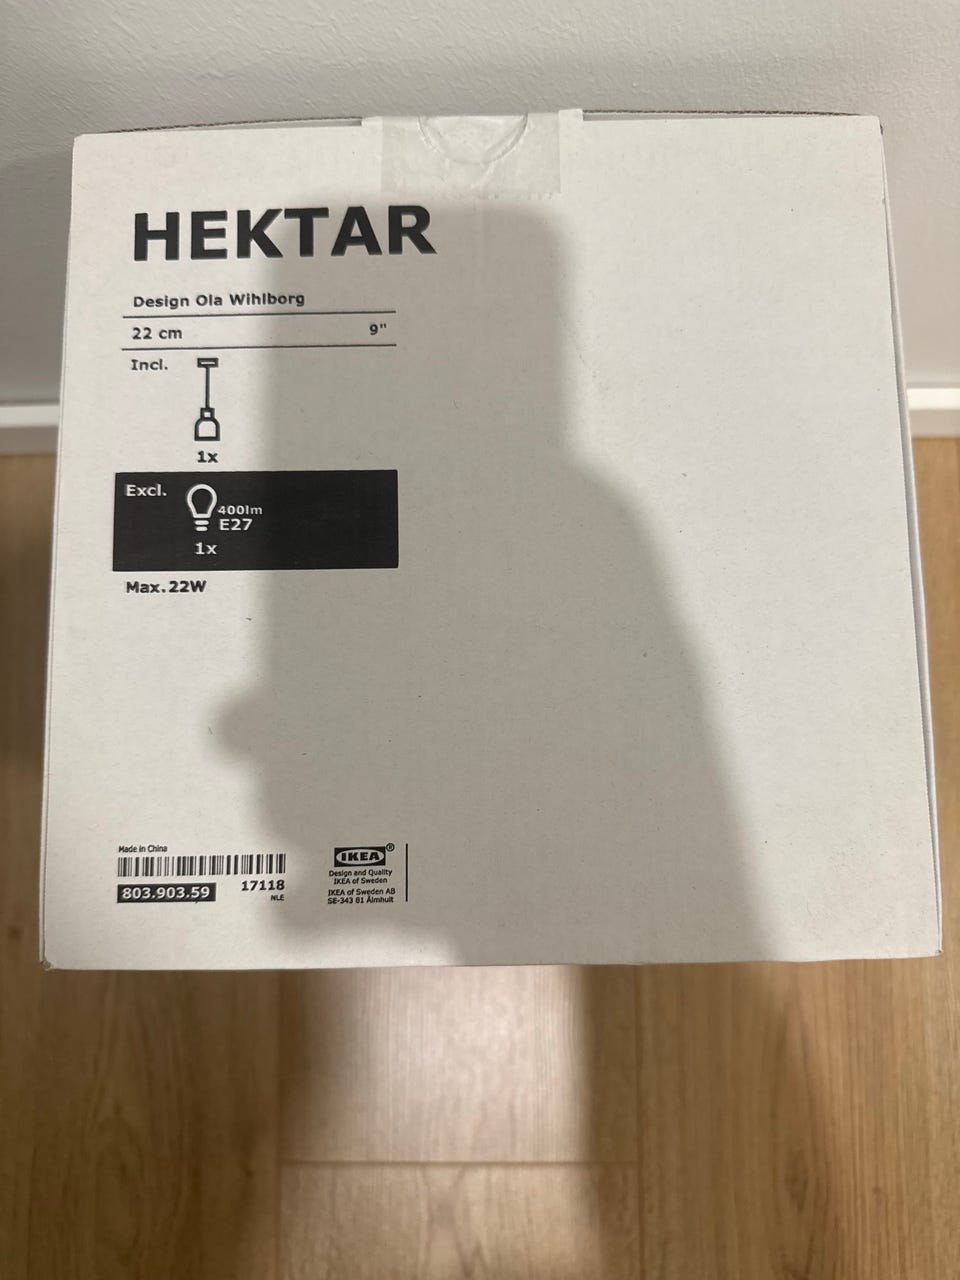 HEKTAR
Design Ola Wihlborg
22 cm 9"
Incl.
1x
Excl.
400lm
E27
1x
Max.22W
Made in China
803.903.59 17118
NLE
IKEA®
Design and Quality
IKEA of Sweden
IKEA of Sweden AB
SE-343 81 Älmhult